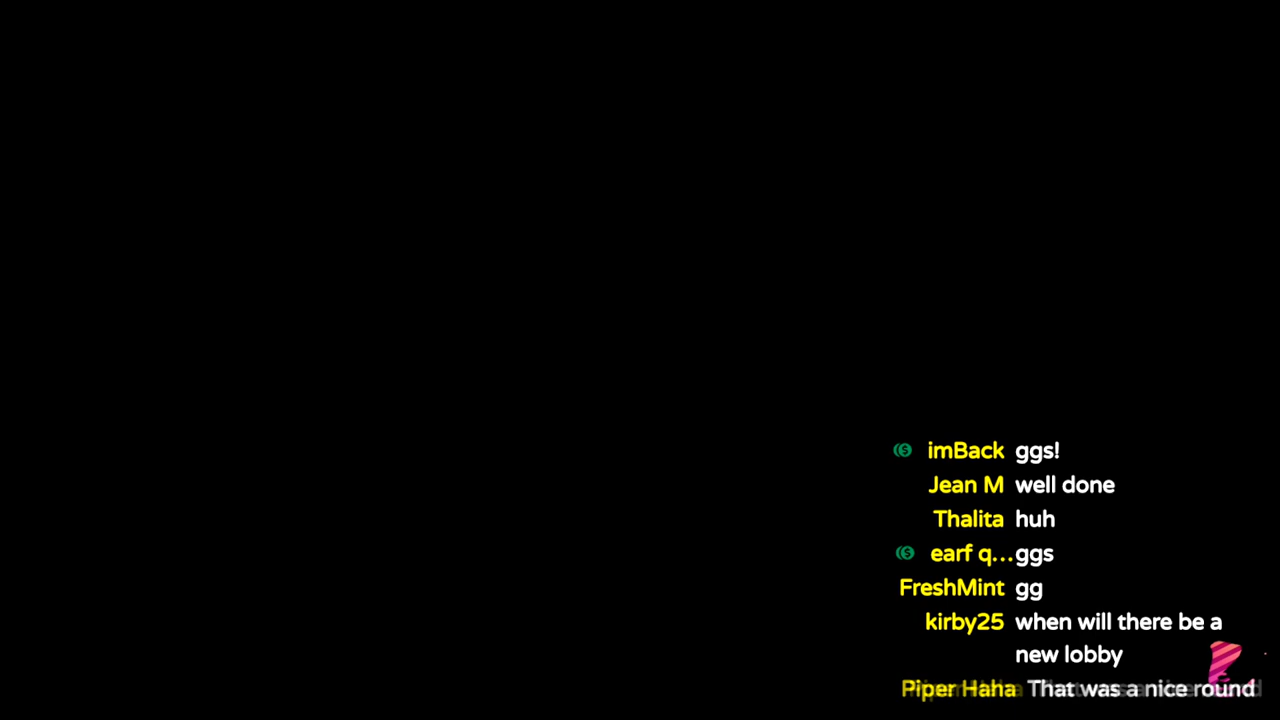 imBack ggs!
Jean M well done
Thalita huh
earf q... ggs
FreshMint gg
kirby25 when will there be a
new lobby
Piper Haha That was a nice round